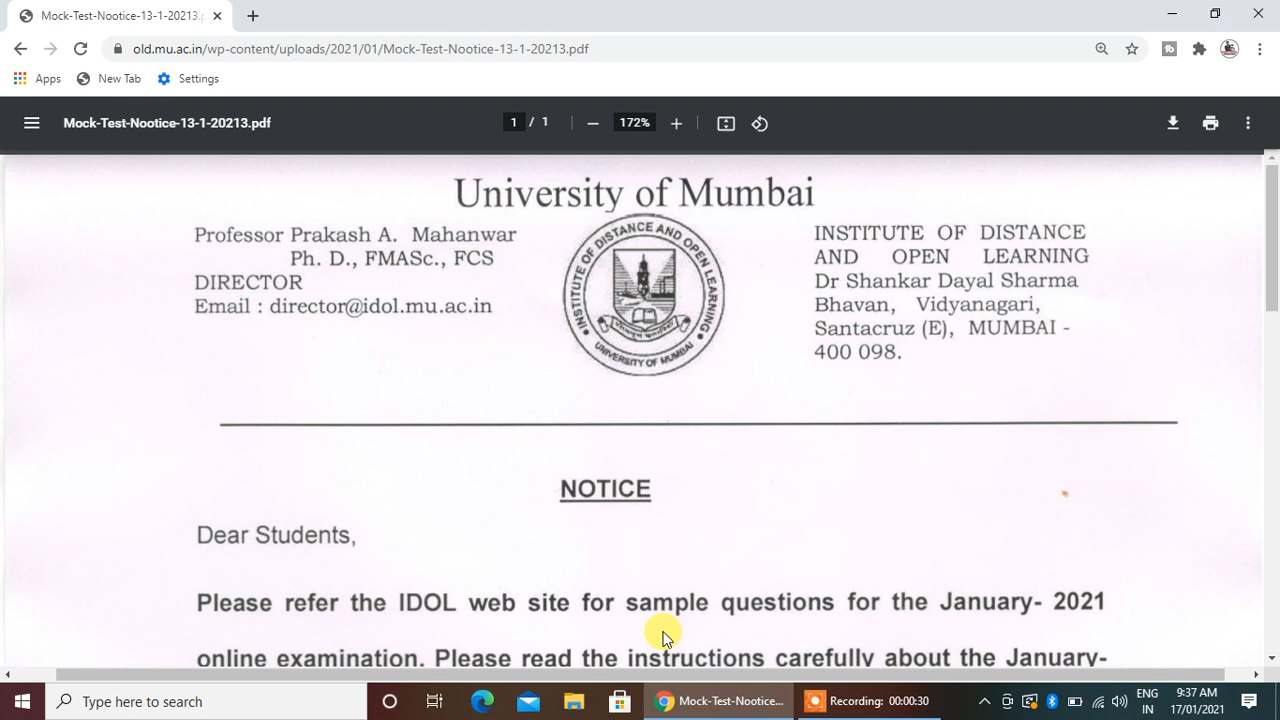 Mock-Test-Nootice-13-1-20213.p
old.mu.ac.in/wp-content/uploads/2021/01/Mock-Test-Nootice-13-1-20213.pdf
Apps New Tab Settings
Mock-Test-Nootice-13-1-20213.pdf 1 / 1 172%
University of Mumbai
Professor Prakash A. Mahanwar
Ph. D., FMASc., FCS
DIRECTOR
Email : director@idol.mu.ac.in
INSTITUTE OF DISTANCE AND OPEN LEARNING
UNIVERSITY OF MUMBAI
INSTITUTE OF DISTANCE
AND OPEN LEARNING
Dr Shankar Dayal Sharma
Bhavan, Vidyanagari,
Santacruz (E), MUMBAI -
400 098.
NOTICE
Dear Students,
Please refer the IDOL web site for sample questions for the January- 2021
online examination. Please read the instructions carefully about the January-
Type here to search
Mock-Test-Nootice...
Recording: 00:00:30
ENG
IN
9:37 AM
17/01/2021